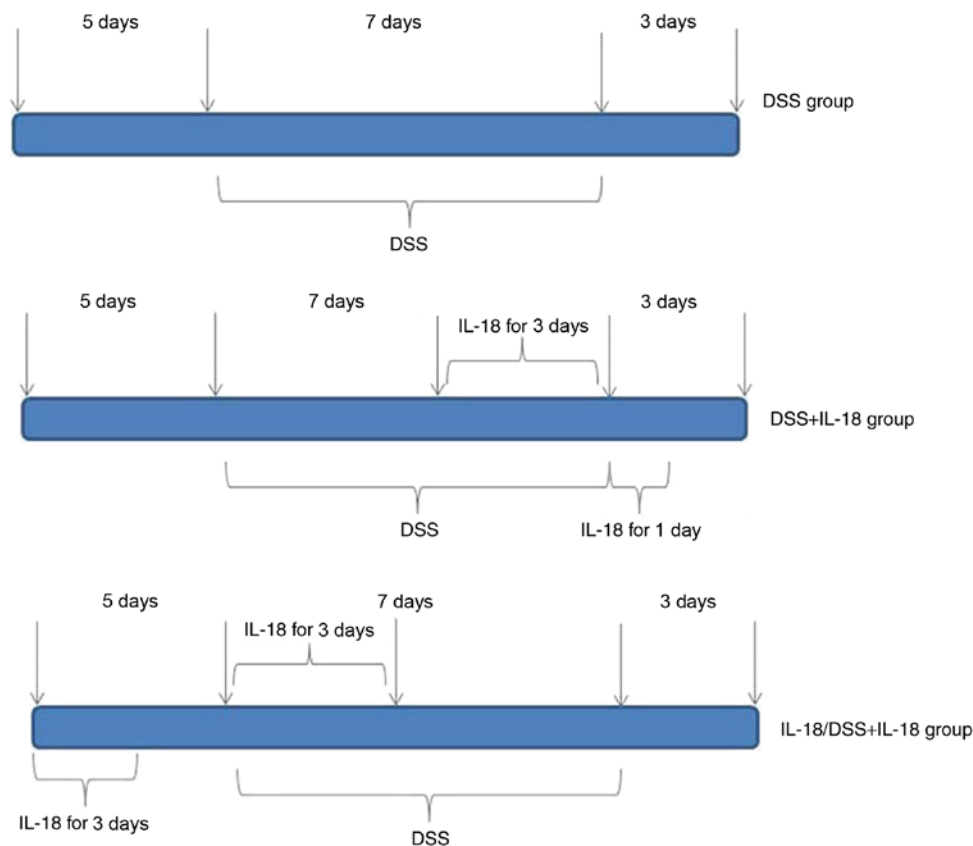 5 days
7 days
3 days
DSS group
DSS
5 days
7 days
3 days
IL-18 for 3 days
DSS+IL-18 group
DSS
IL-18 for 1 day
5 days
7 days
3 days
IL-18 for 3 days
IL-18/DSS+IL-18 group
IL-18 for 3 days
DSS